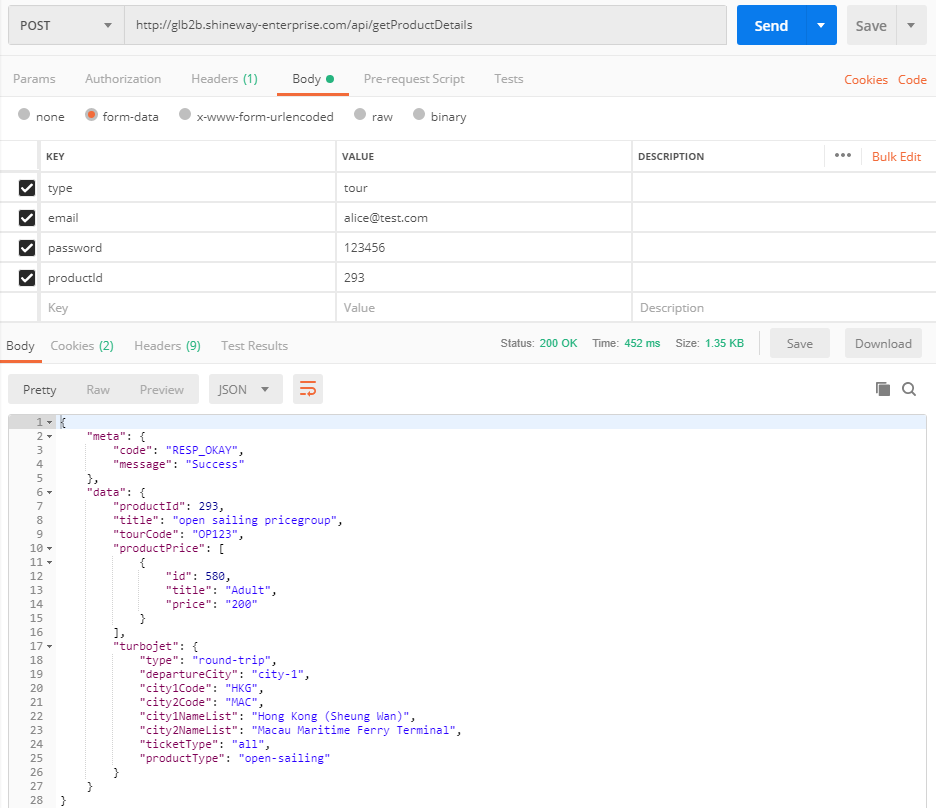 POST http://glb2b.shineway-enterprise.com/api/getProductDetails Send Save
Params Authorization Headers (1) Body Pre-request Script Tests Cookies Code
none form-data x-www-form-urlencoded raw binary
KEY VALUE DESCRIPTION ••• Bulk Edit
type tour
email alice@test.com
password 123456
productId 293
Key Value Description
Body Cookies (2) Headers (9) Test Results Status: 200 OK Time: 452 ms Size: 1.35 KB Save Download
Pretty Raw Preview JSON
1 {
2 "meta": {
3 "code": "RESP_OKAY",
4 "message": "Success"
5 },
6 "data": {
7 "productId": 293,
8 "title": "open sailing pricegroup",
9 "tourCode": "OP123",
10 "productPrice": [
11 {
12 "id": 580,
13 "title": "Adult",
14 "price": "200"
15 }
16 ],
17 "turbojet": {
18 "type": "round-trip",
19 "departureCity": "city-1",
20 "city1Code": "HKG",
21 "city2Code": "MAC",
22 "city1NameList": "Hong Kong (Sheung Wan)",
23 "city2NameList": "Macau Maritime Ferry Terminal",
24 "ticketType": "all",
25 "productType": "open-sailing"
26 }
27 }
28 }